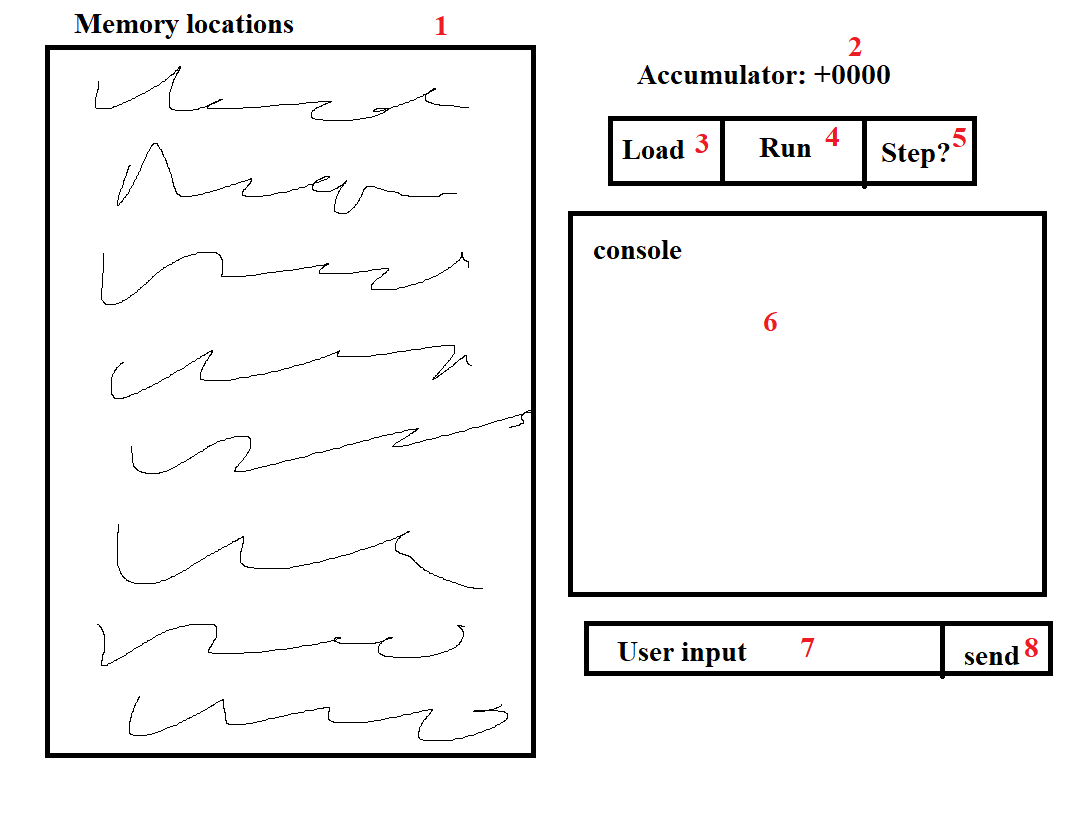 Memory locations 1
2
Accumulator: +0000
Load 3 Run 4 Step? 5
console
6
User input 7 send 8